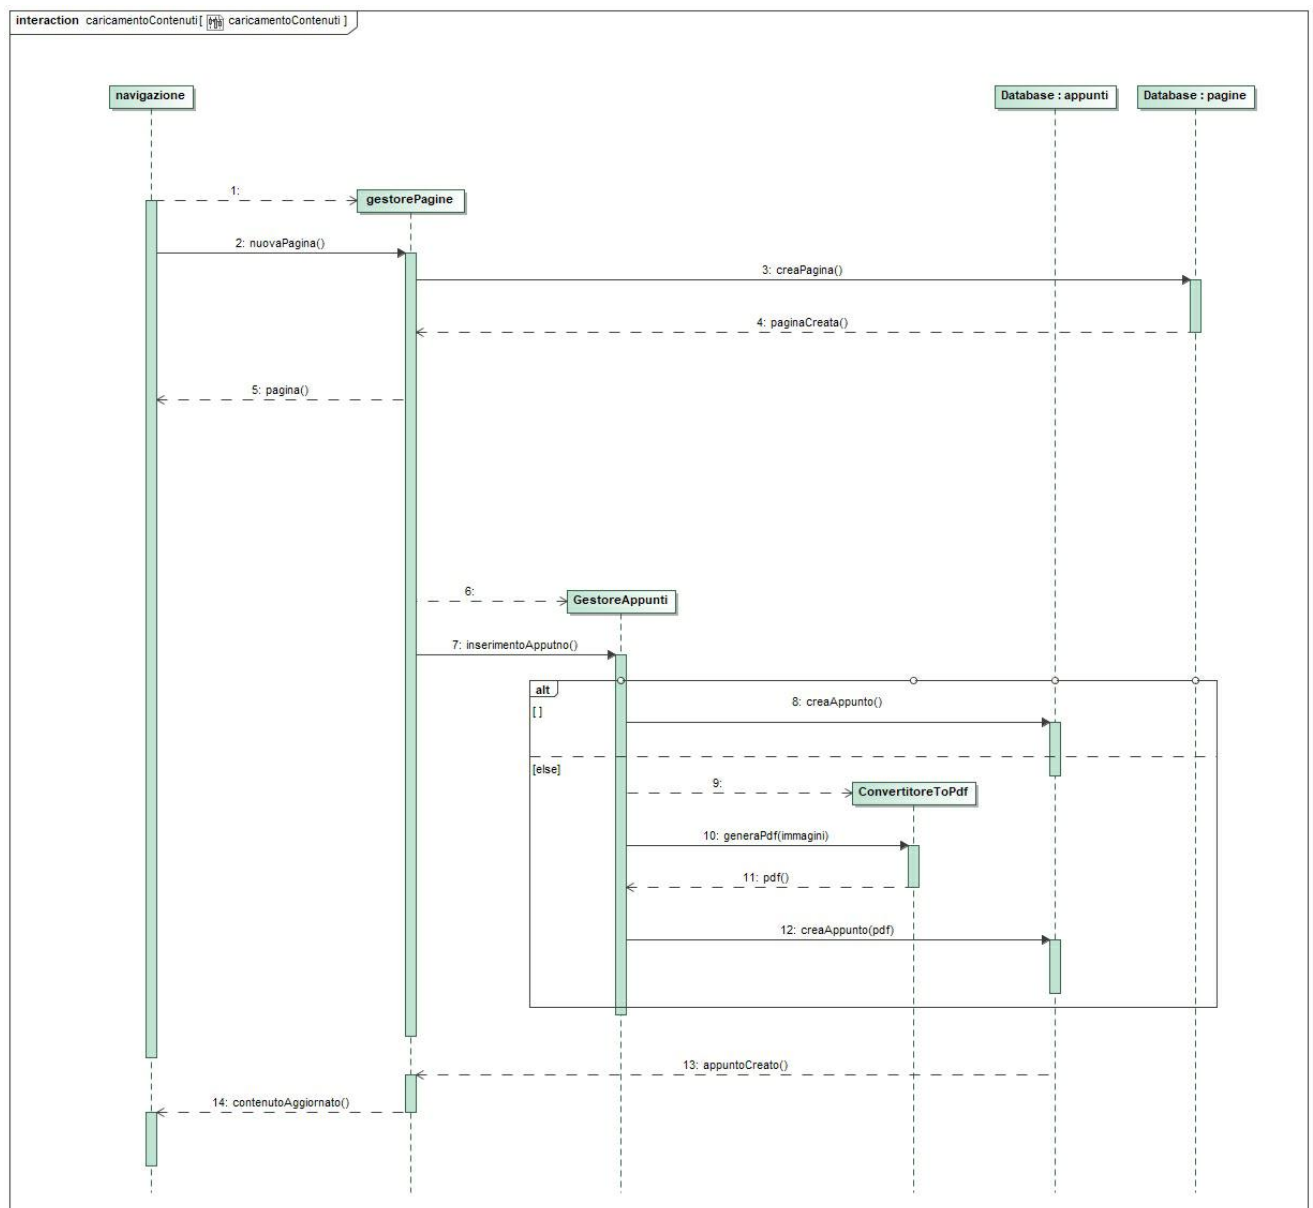 interaction caricamentoContenuti[ caricamentoContenuti ]
navigazione
Database : appunti
Database : pagine
1:
gestorePagine
2: nuovaPagina()
3: creaPagina()
4: paginaCreata()
5: pagina()
6:
GestoreAppunti
7: inserimentoApputno()
alt
8: creaAppunto()
[ ]
[else]
9:
ConvertitoreToPdf
10: generaPdf(immagini)
11: pdf()
12: creaAppunto(pdf)
13: appuntoCreato()
14: contenutoAggiornato()